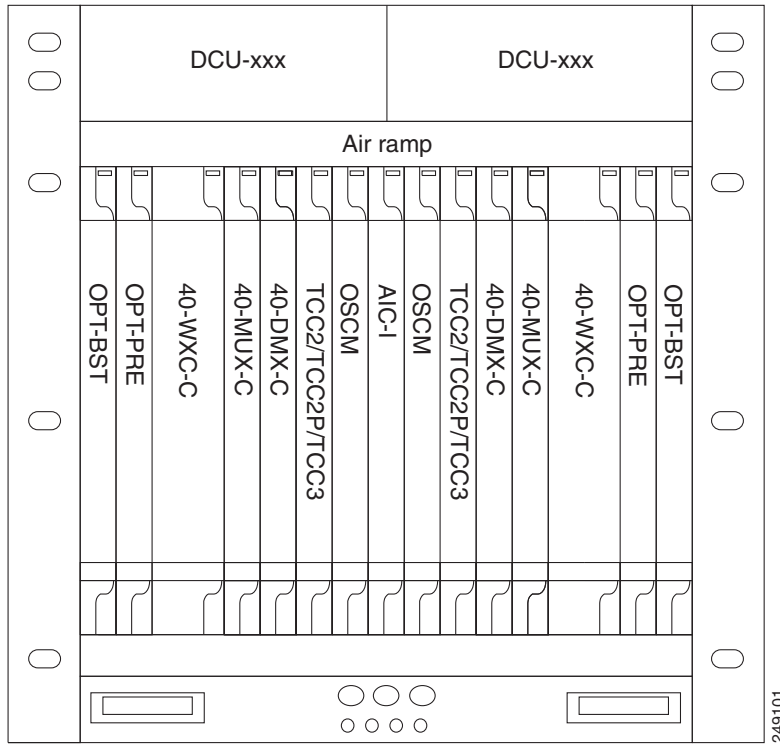 DCU-xxx
DCU-xxx
Air ramp
OPT-BST
OPT-PRE
40-WXC-C
40-MUX-C
40-DMX-C
TCC2/TCC2P/TCC3
OSCM
AIC-I
OSCM
TCC2/TCC2P/TCC3
40-DMX-C
40-MUX-C
40-WXC-C
OPT-PRE
OPT-BST
249101